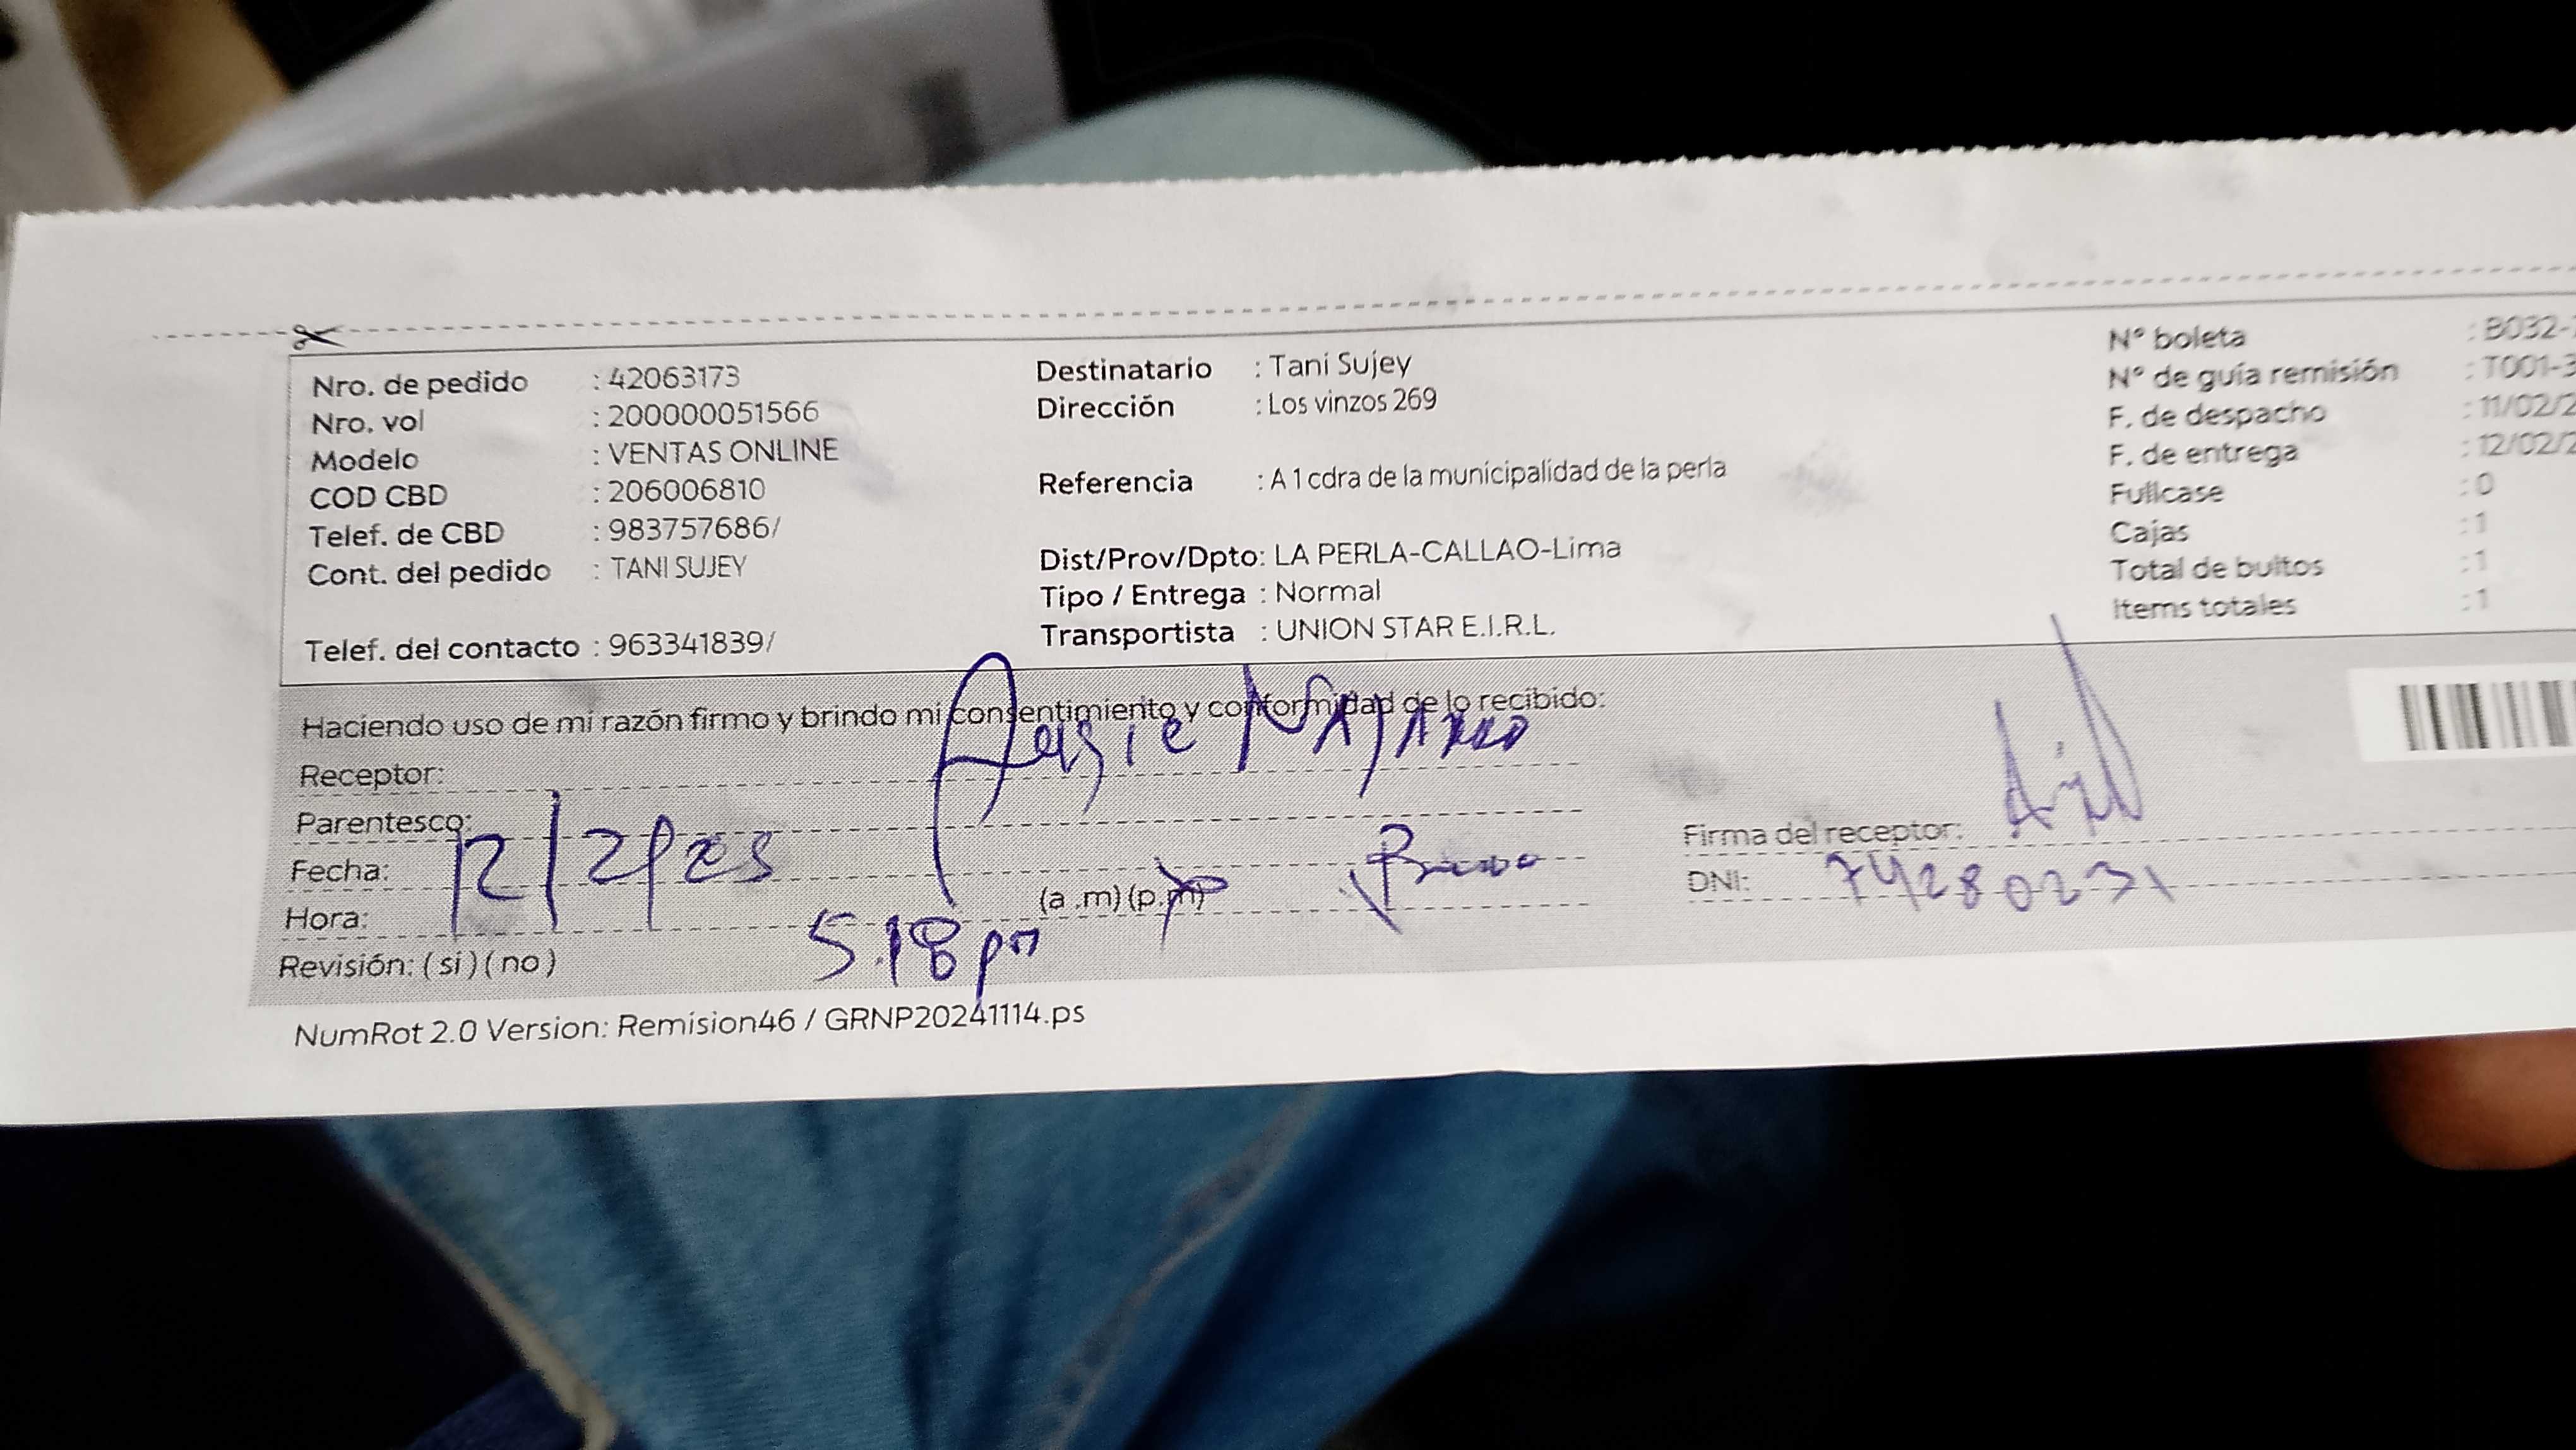 Nro. de pedido : 42063173
Nro. vol : 200000051566
Modelo : VENTAS ONLINE
COD CBD : 206006810
Telef. de CBD : 983757686/
Cont. del pedido : TANI SUJEY
Telef. del contacto : 963341839/
Destinatario : Tani Sujey
Dirección : Los vinzos 269
Referencia : A 1 cdra de la municipalidad de la perla
Dist/Prov/Dpto: LA PERLA-CALLAO-Lima
Tipo / Entrega : Normal
Transportista : UNION STAR E.I.R.L.
N° boleta : B032-
N° de guía remisión : T001-3
F. de despacho : 11/02/2
F. de entrega : 12/02/2
Fullcase : 0
Cajas : 1
Total de bultos : 1
Items totales : 1
Haciendo uso de mi razón firmo y brindo mi consentimiento y conformidad de lo recibido:
Receptor:
Parentesco:
Fecha: 12/2/
Hora: (a .m) (p.m)
5.18 pm
Revisión: ( si ) ( no )
Firma del receptor:
DNI: 74280231
NumRot 2.0 Version: Remision46 / GRNP20241114.ps